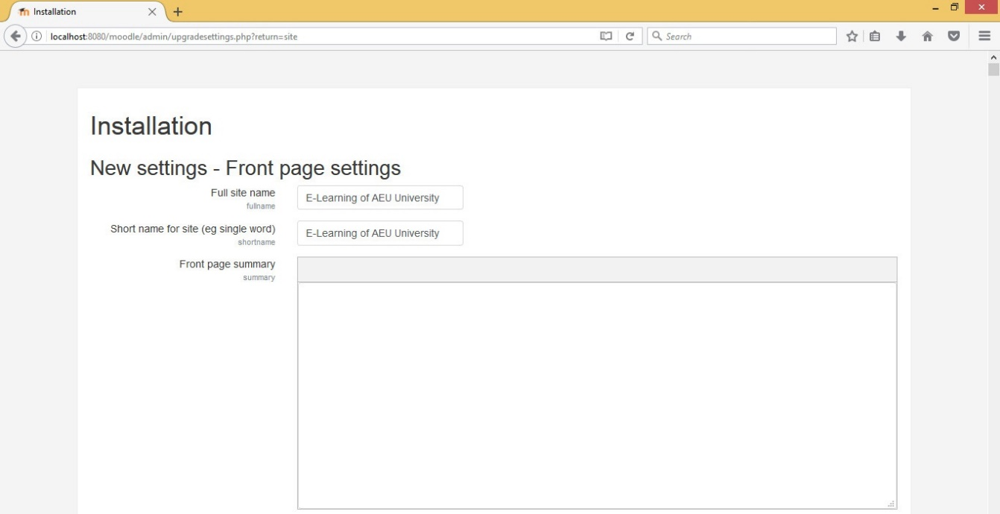 Installation
localhost:8080/moodle/admin/upgradesettings.php?return=site
Search
Installation
New settings - Front page settings
Full site name
fullname
E-Learning of AEU University
Short name for site (eg single word)
shortname
E-Learning of AEU University
Front page summary
summary